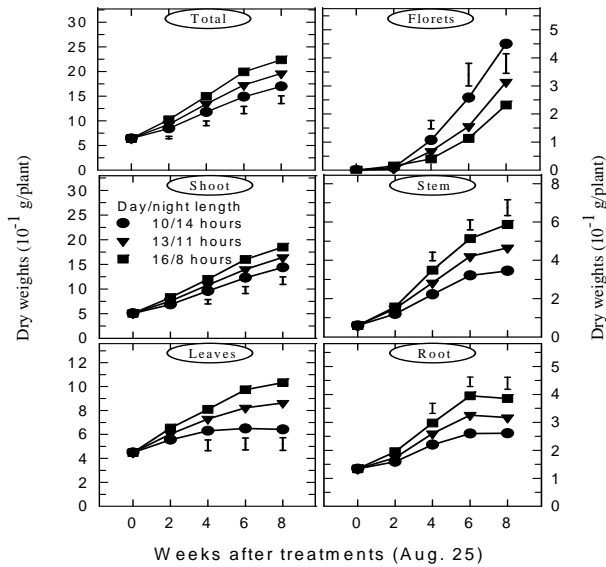 Total
Florets
30
25
20
15
10
5
0
5
4
3
2
1
0
Shoot
Stem
Day/night length
10/14 hours
13/11 hours
16/8 hours
30
25
20
15
10
5
0
8
6
4
2
0
Leaves
Root
12
10
8
6
4
2
0
5
4
3
2
1
0
0 2 4 6 8
0 2 4 6 8
Weeks after treatments (Aug. 25)
Dry weights (10⁻¹ g/plant)
Dry weights (10⁻¹ g/plant)